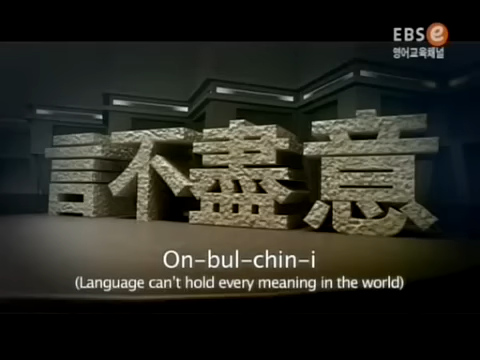 EBS e
영어교육채널
言不盡意
On-bul-chin-i
(Language can't hold every meaning in the world)